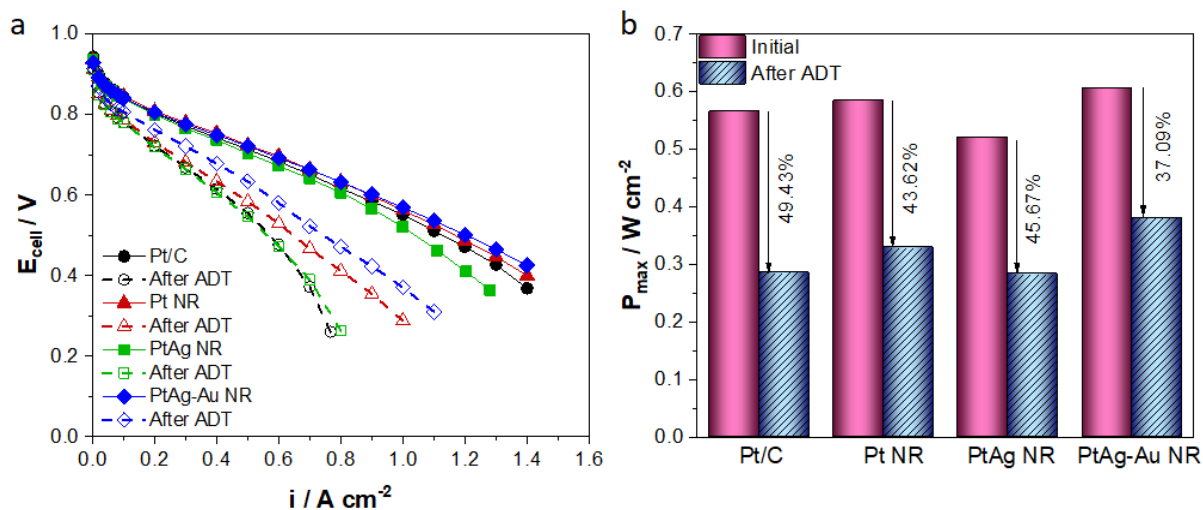 a
E_cell / V
1.0
0.8
0.6
0.4
0.2
0.0
Pt/C
After ADT
Pt NR
After ADT
PtAg NR
After ADT
PtAg-Au NR
After ADT
0.0 0.2 0.4 0.6 0.8 1.0 1.2 1.4 1.6
i / A cm⁻²
b
P_max / W cm⁻²
0.7
0.6
0.5
0.4
0.3
0.2
0.1
0.0
Initial
After ADT
49.43%
43.62%
45.67%
37.09%
Pt/C Pt NR PtAg NR PtAg-Au NR